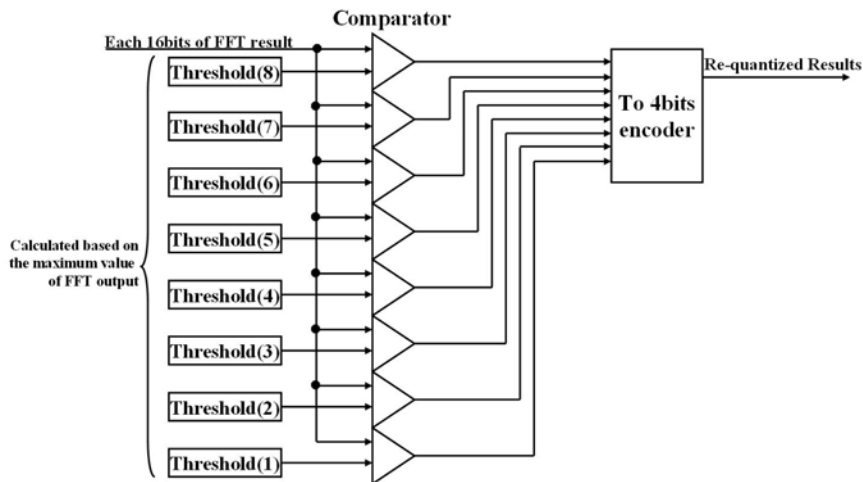 Comparator
Each 16bits of FFT result
Threshold(8)
Re-quantized Results
To 4bits
encoder
Threshold(7)
Threshold(6)
Threshold(5)
Calculated based on
the maximum value
of FFT output
Threshold(4)
Threshold(3)
Threshold(2)
Threshold(1)